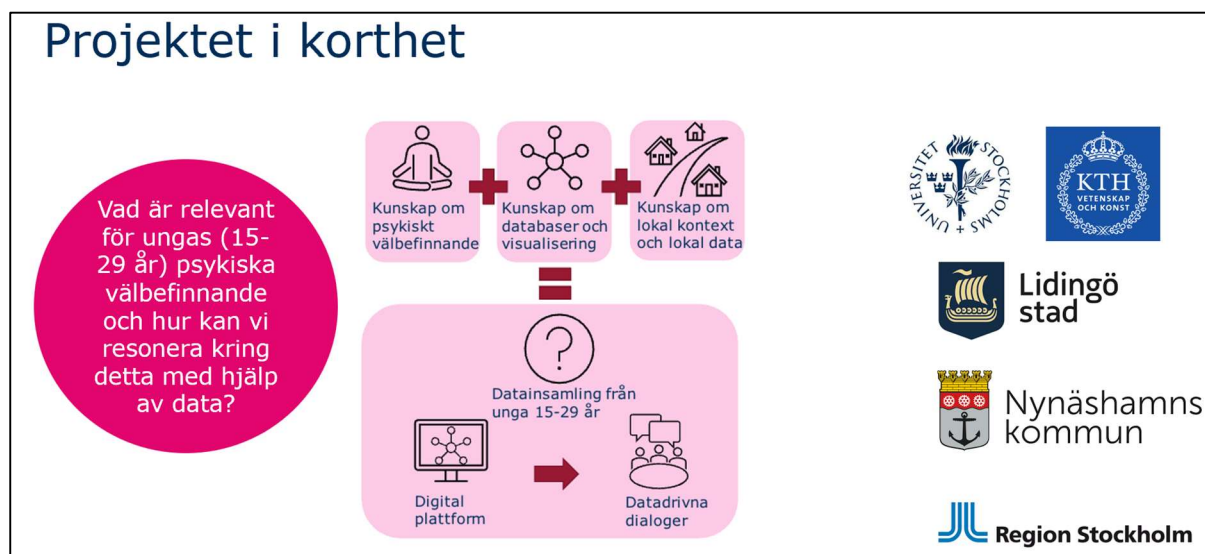 Projektet i korthet
Vad är relevant
för ungas (15-
29 år) psykiska
välbefinnande
och hur kan vi
resonera kring
detta med hjälp
av data?
Kunskap om
psykiskt
välbefinnande
Kunskap om
databaser och
visualisering
Kunskap om
lokal kontext
och lokal data
?
Datainsamling från
unga 15-29 år
Digital
plattform
Datadrivna
dialoger
STOCKHOLMS UNIVERSITET
KTH
VETENSKAP
OCH KONST
Lidingö
stad
Nynäshamns
kommun
Region Stockholm